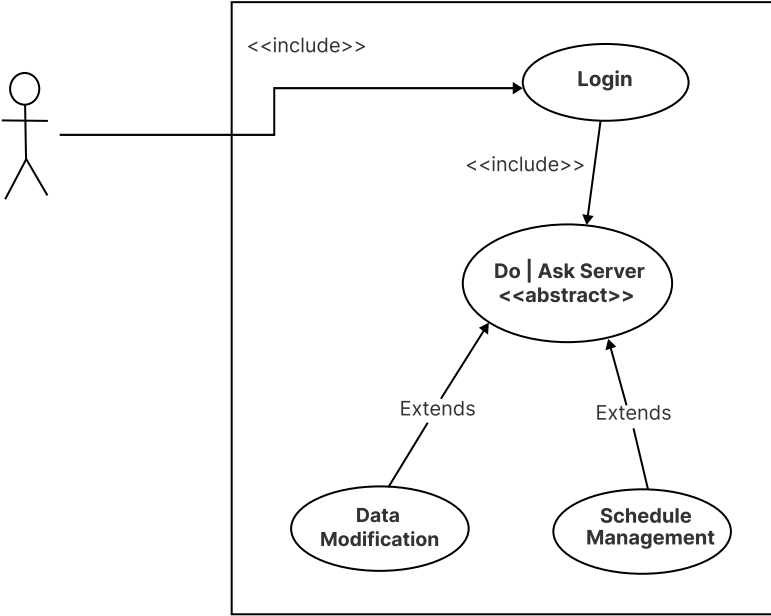 <<include>>
Login
<<include>>
Do | Ask Server
<<abstract>>
Extends
Extends
Data
Modification
Schedule
Management